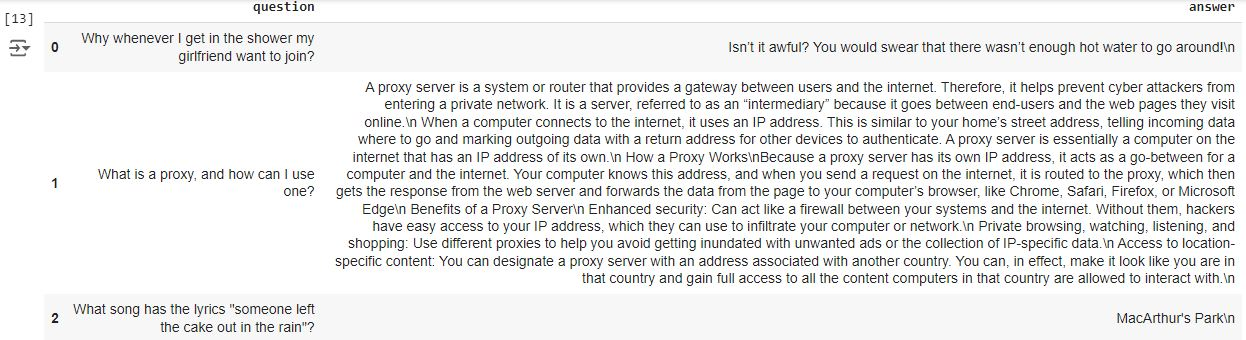 question answer
[13]
0 Why whenever I get in the shower my
girlfriend want to join?
Isn’t it awful? You would swear that there wasn’t enough hot water to go around!\n
1 What is a proxy, and how can I use
one?
A proxy server is a system or router that provides a gateway between users and the internet. Therefore, it helps prevent cyber attackers from
entering a private network. It is a server, referred to as an “intermediary” because it goes between end-users and the web pages they visit
online.\n When a computer connects to the internet, it uses an IP address. This is similar to your home’s street address, telling incoming data
where to go and marking outgoing data with a return address for other devices to authenticate. A proxy server is essentially a computer on the
internet that has an IP address of its own.\n How a Proxy Works\nBecause a proxy server has its own IP address, it acts as a go-between for a
computer and the internet. Your computer knows this address, and when you send a request on the internet, it is routed to the proxy, which then
gets the response from the web server and forwards the data from the page to your computer’s browser, like Chrome, Safari, Firefox, or Microsoft
Edge\n Benefits of a Proxy Server\n Enhanced security: Can act like a firewall between your systems and the internet. Without them, hackers
have easy access to your IP address, which they can use to infiltrate your computer or network.\n Private browsing, watching, listening, and
shopping: Use different proxies to help you avoid getting inundated with unwanted ads or the collection of IP-specific data.\n Access to location-
specific content: You can designate a proxy server with an address associated with another country. You can, in effect, make it look like you are in
that country and gain full access to all the content computers in that country are allowed to interact with.\n
2 What song has the lyrics "someone left
the cake out in the rain"?
MacArthur's Park\n